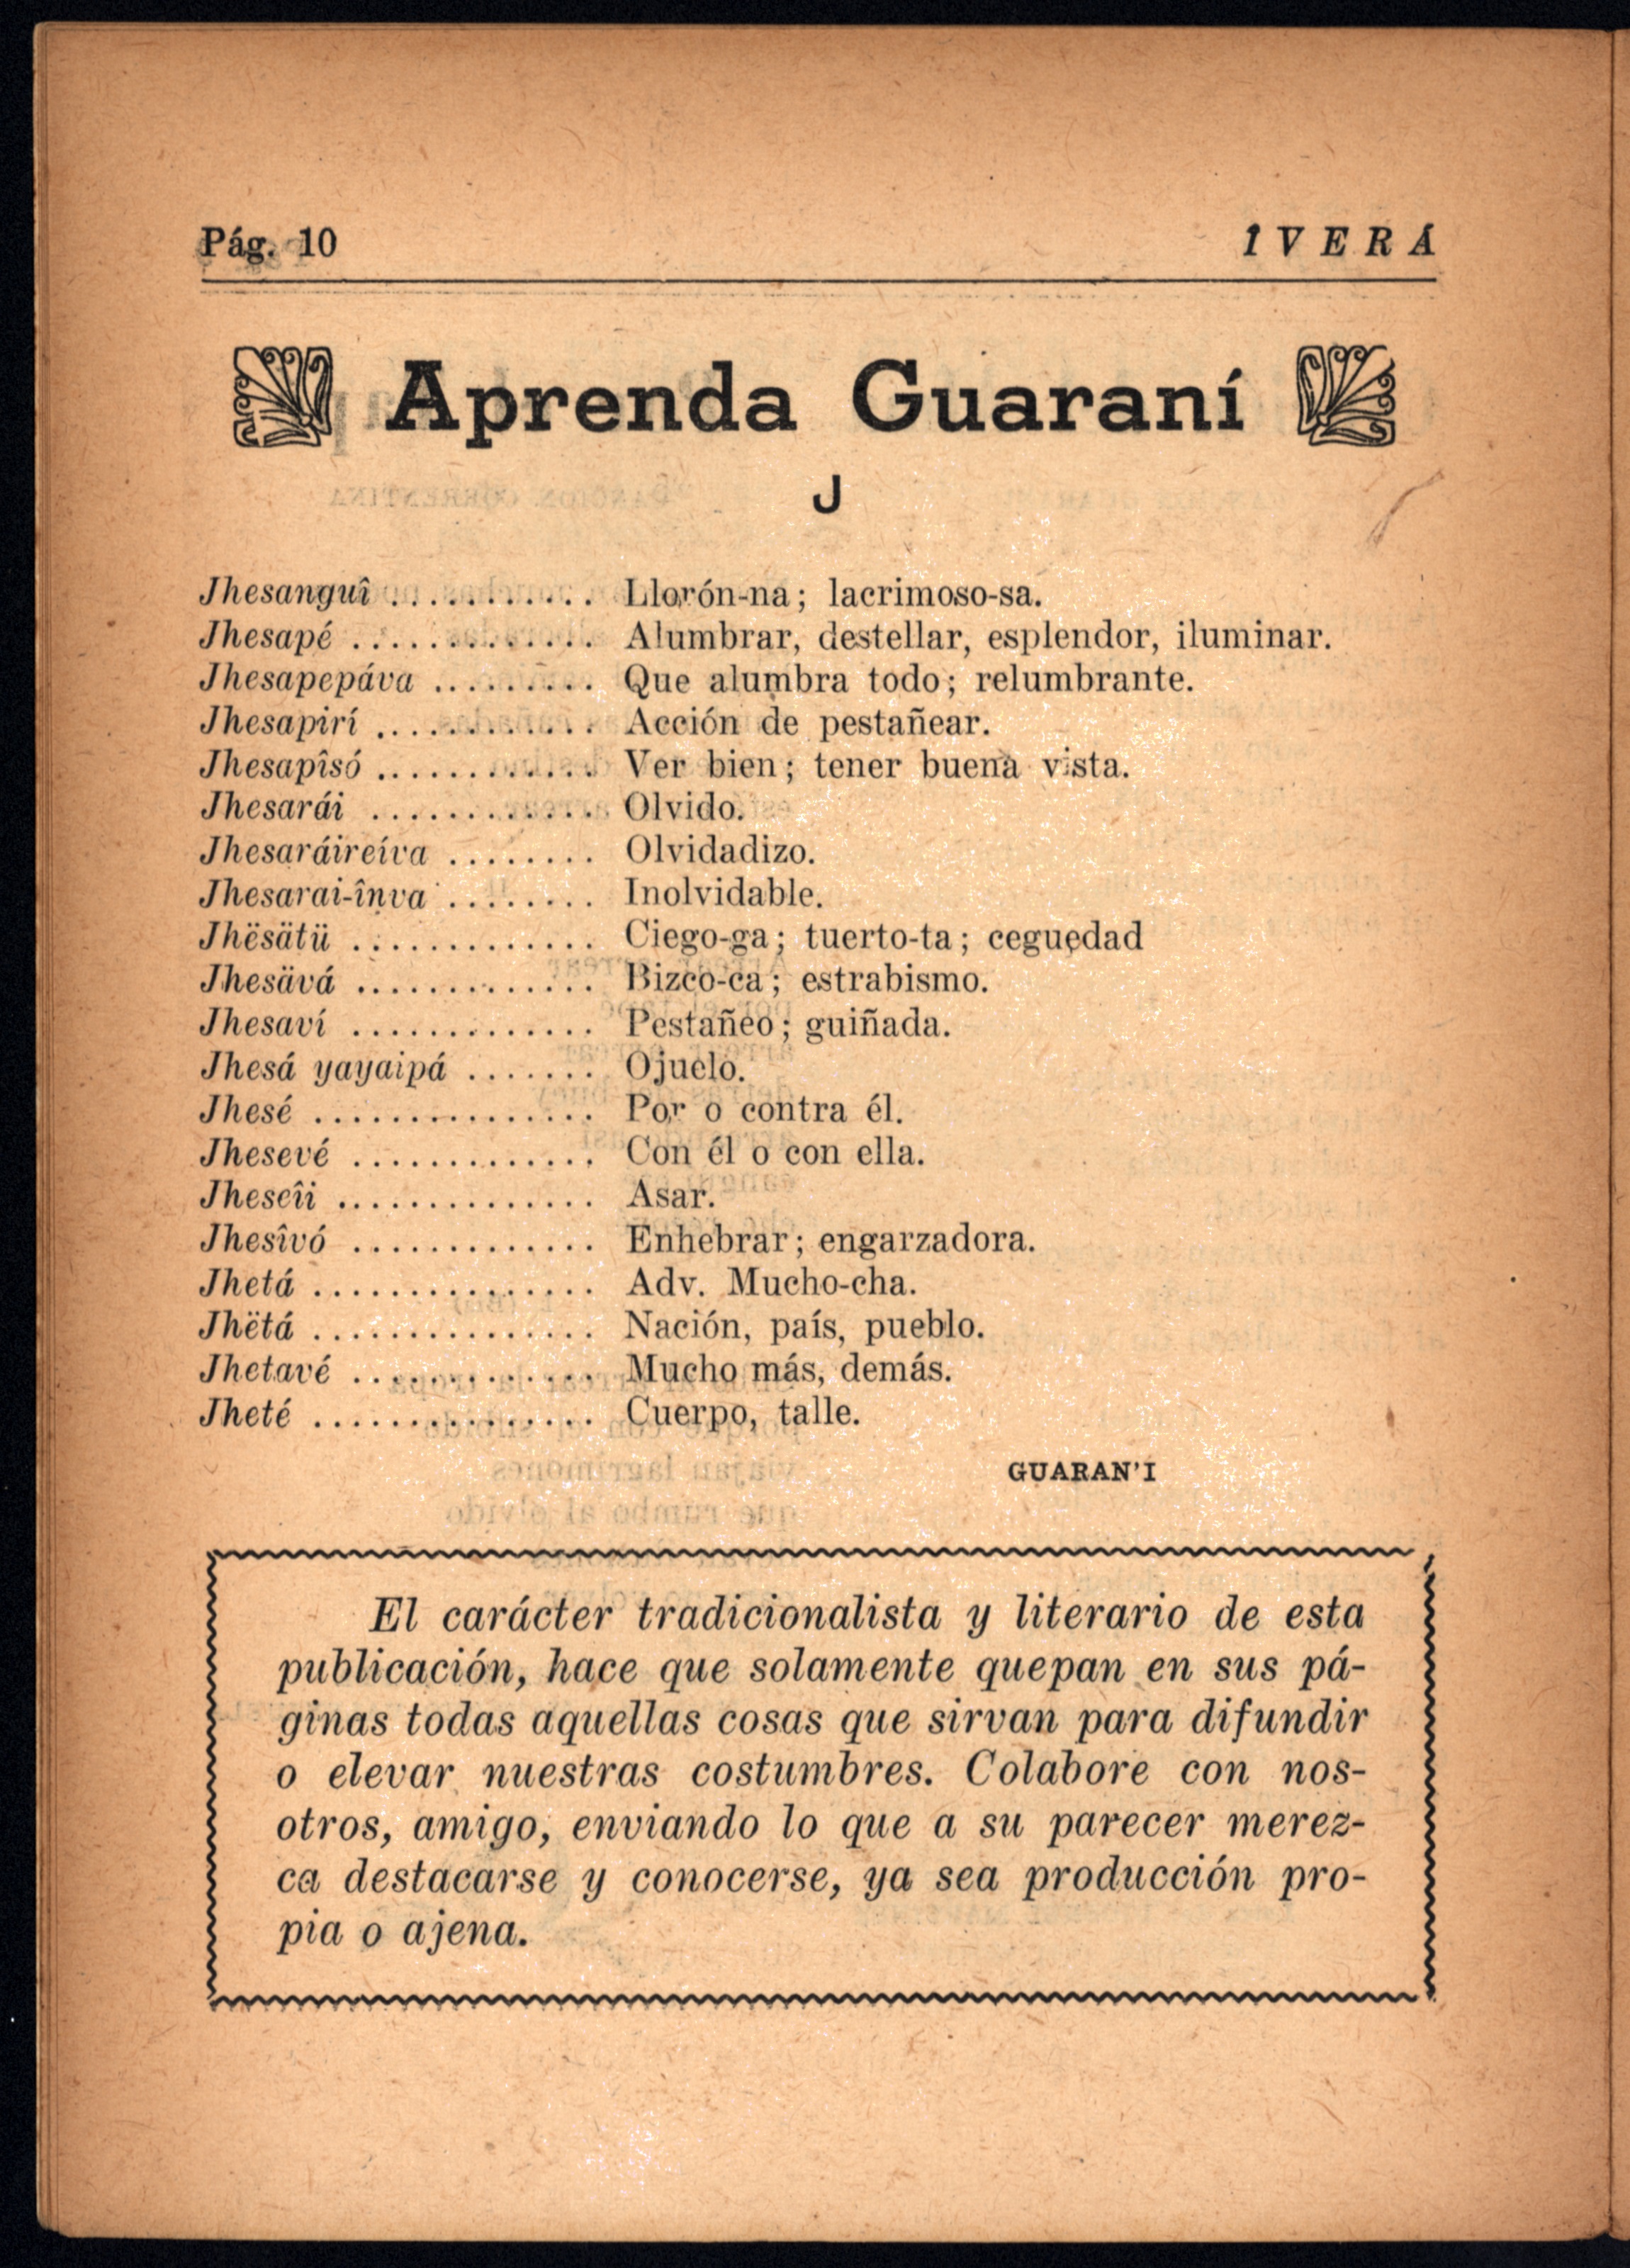 Pág. 10 ÎVERÁ
Aprenda Guaraní
J
Jhesanguî ........... Llorón-na; lacrimoso-sa.
Jhesapé ............. Alumbrar, destellar, esplendor, iluminar.
Jhesapepáva ......... Que alumbra todo; relumbrante.
Jhesapirí ............ Acción de pestañear.
Jhesapîsó ............ Ver bien; tener buena vista.
Jhesarái ............ Olvido.
Jhesaráireíva ........ Olvidadizo.
Jhesarai-înva ........ Inolvidable.
Jhësätü ............. Ciego-ga; tuerto-ta; ceguedad
Jhesävá ............. Bizco-ca; estrabismo.
Jhesaví ............. Pestañeo; guiñada.
Jhesá yayaipá ....... Ojuelo.
Jhesé ............... Por o contra él.
Jhesevé ............. Con él o con ella.
Jheseîi .............. Asar.
Jhesîvó ............. Enhebrar; engarzadora.
Jhetá ............... Adv. Mucho-cha.
Jhëtá ............... Nación, país, pueblo.
Jhetavé ............. Mucho más, demás.
Jheté ............... Cuerpo, talle.
GUARAN'I
El carácter tradicionalista y literario de esta
publicación, hace que solamente quepan en sus pá-
ginas todas aquellas cosas que sirvan para difundir
o elevar nuestras costumbres. Colabore con nos-
otros, amigo, enviando lo que a su parecer merez-
ca destacarse y conocerse, ya sea producción pro-
pia o ajena.